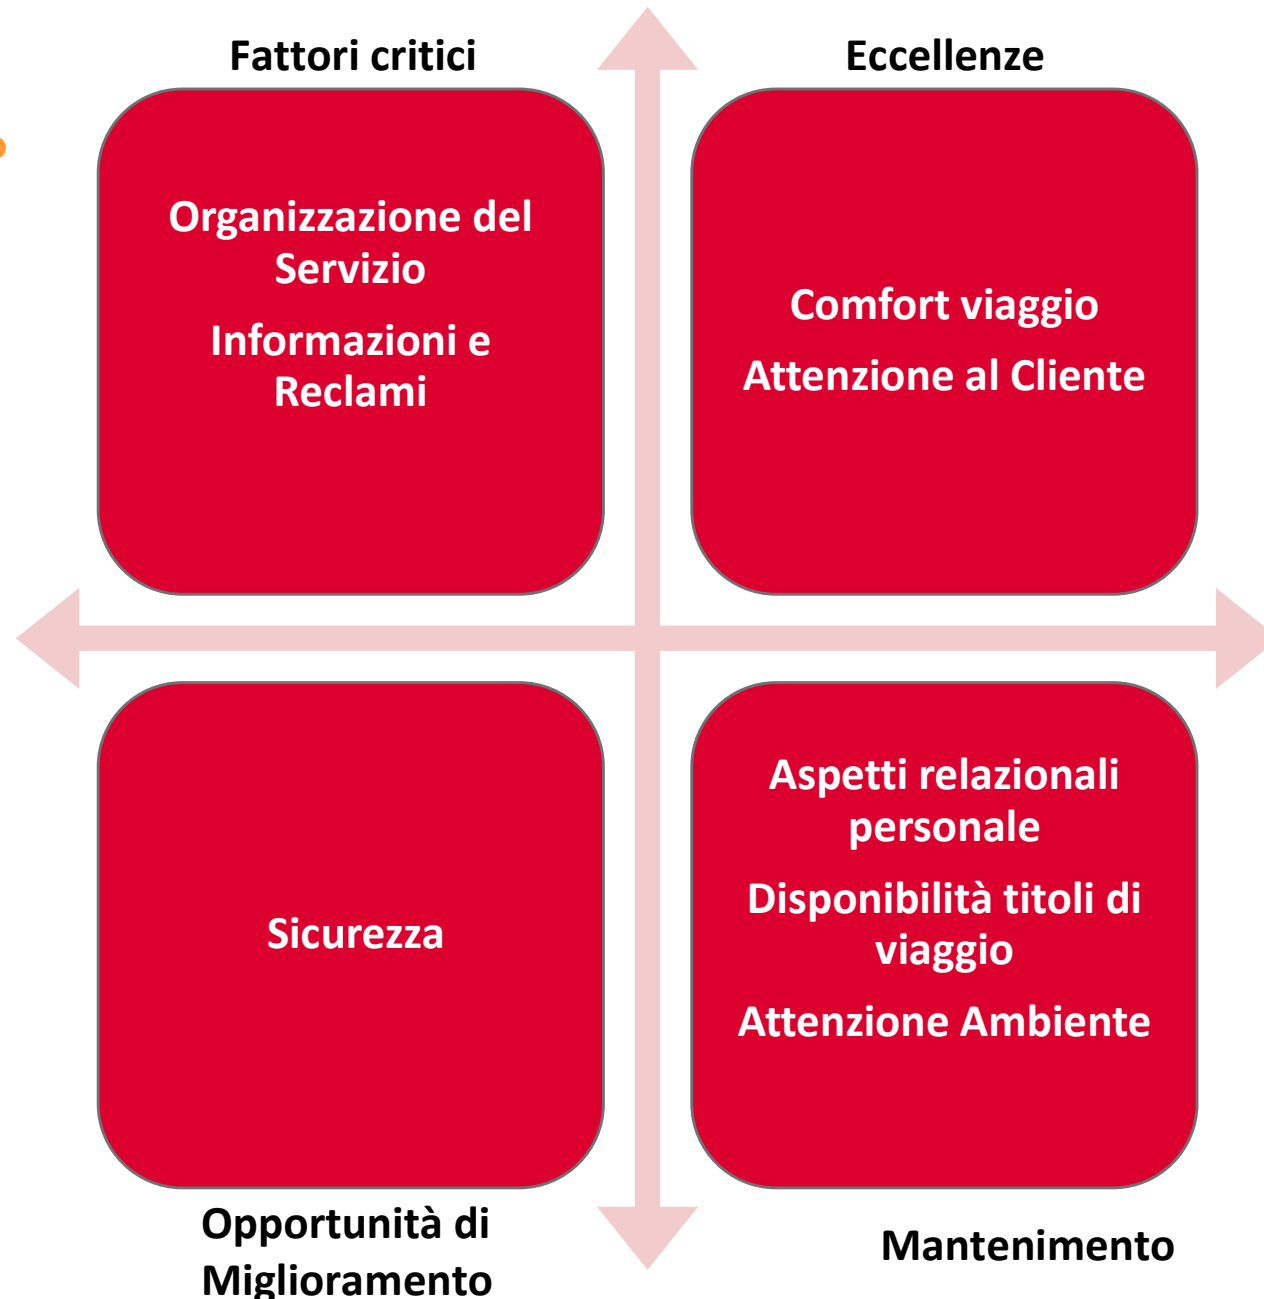 Fattori critici
Eccellenze
Organizzazione del
Servizio
Informazioni e
Reclami
Comfort viaggio
Attenzione al Cliente
Sicurezza
Aspetti relazionali
personale
Disponibilità titoli di
viaggio
Attenzione Ambiente
Opportunità di
Miglioramento
Mantenimento